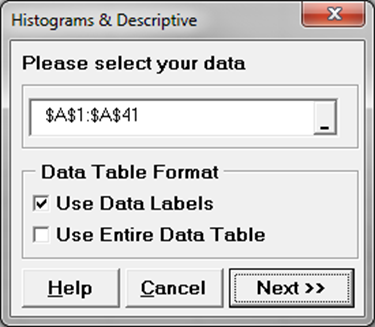 Histograms & Descriptive
Please select your data
$A$1:$A$41
Data Table Format
Use Data Labels
Use Entire Data Table
Help Cancel Next >>